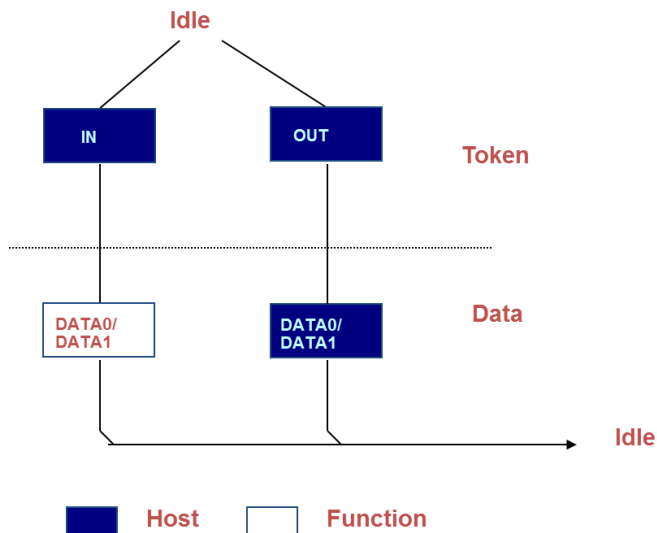 Idle
IN
OUT
Token
DATA0/
DATA1
DATA0/
DATA1
Data
Idle
Host
Function